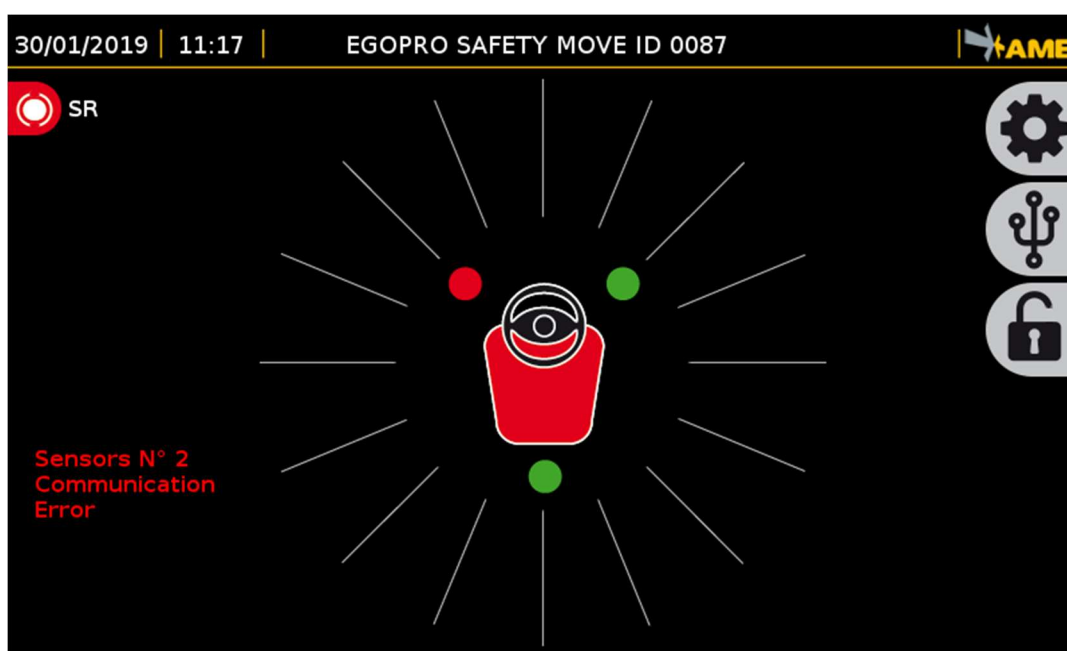 30/01/2019 11:17 EGOPRO SAFETY MOVE ID 0087 AME
SR
Sensors N° 2
Communication
Error